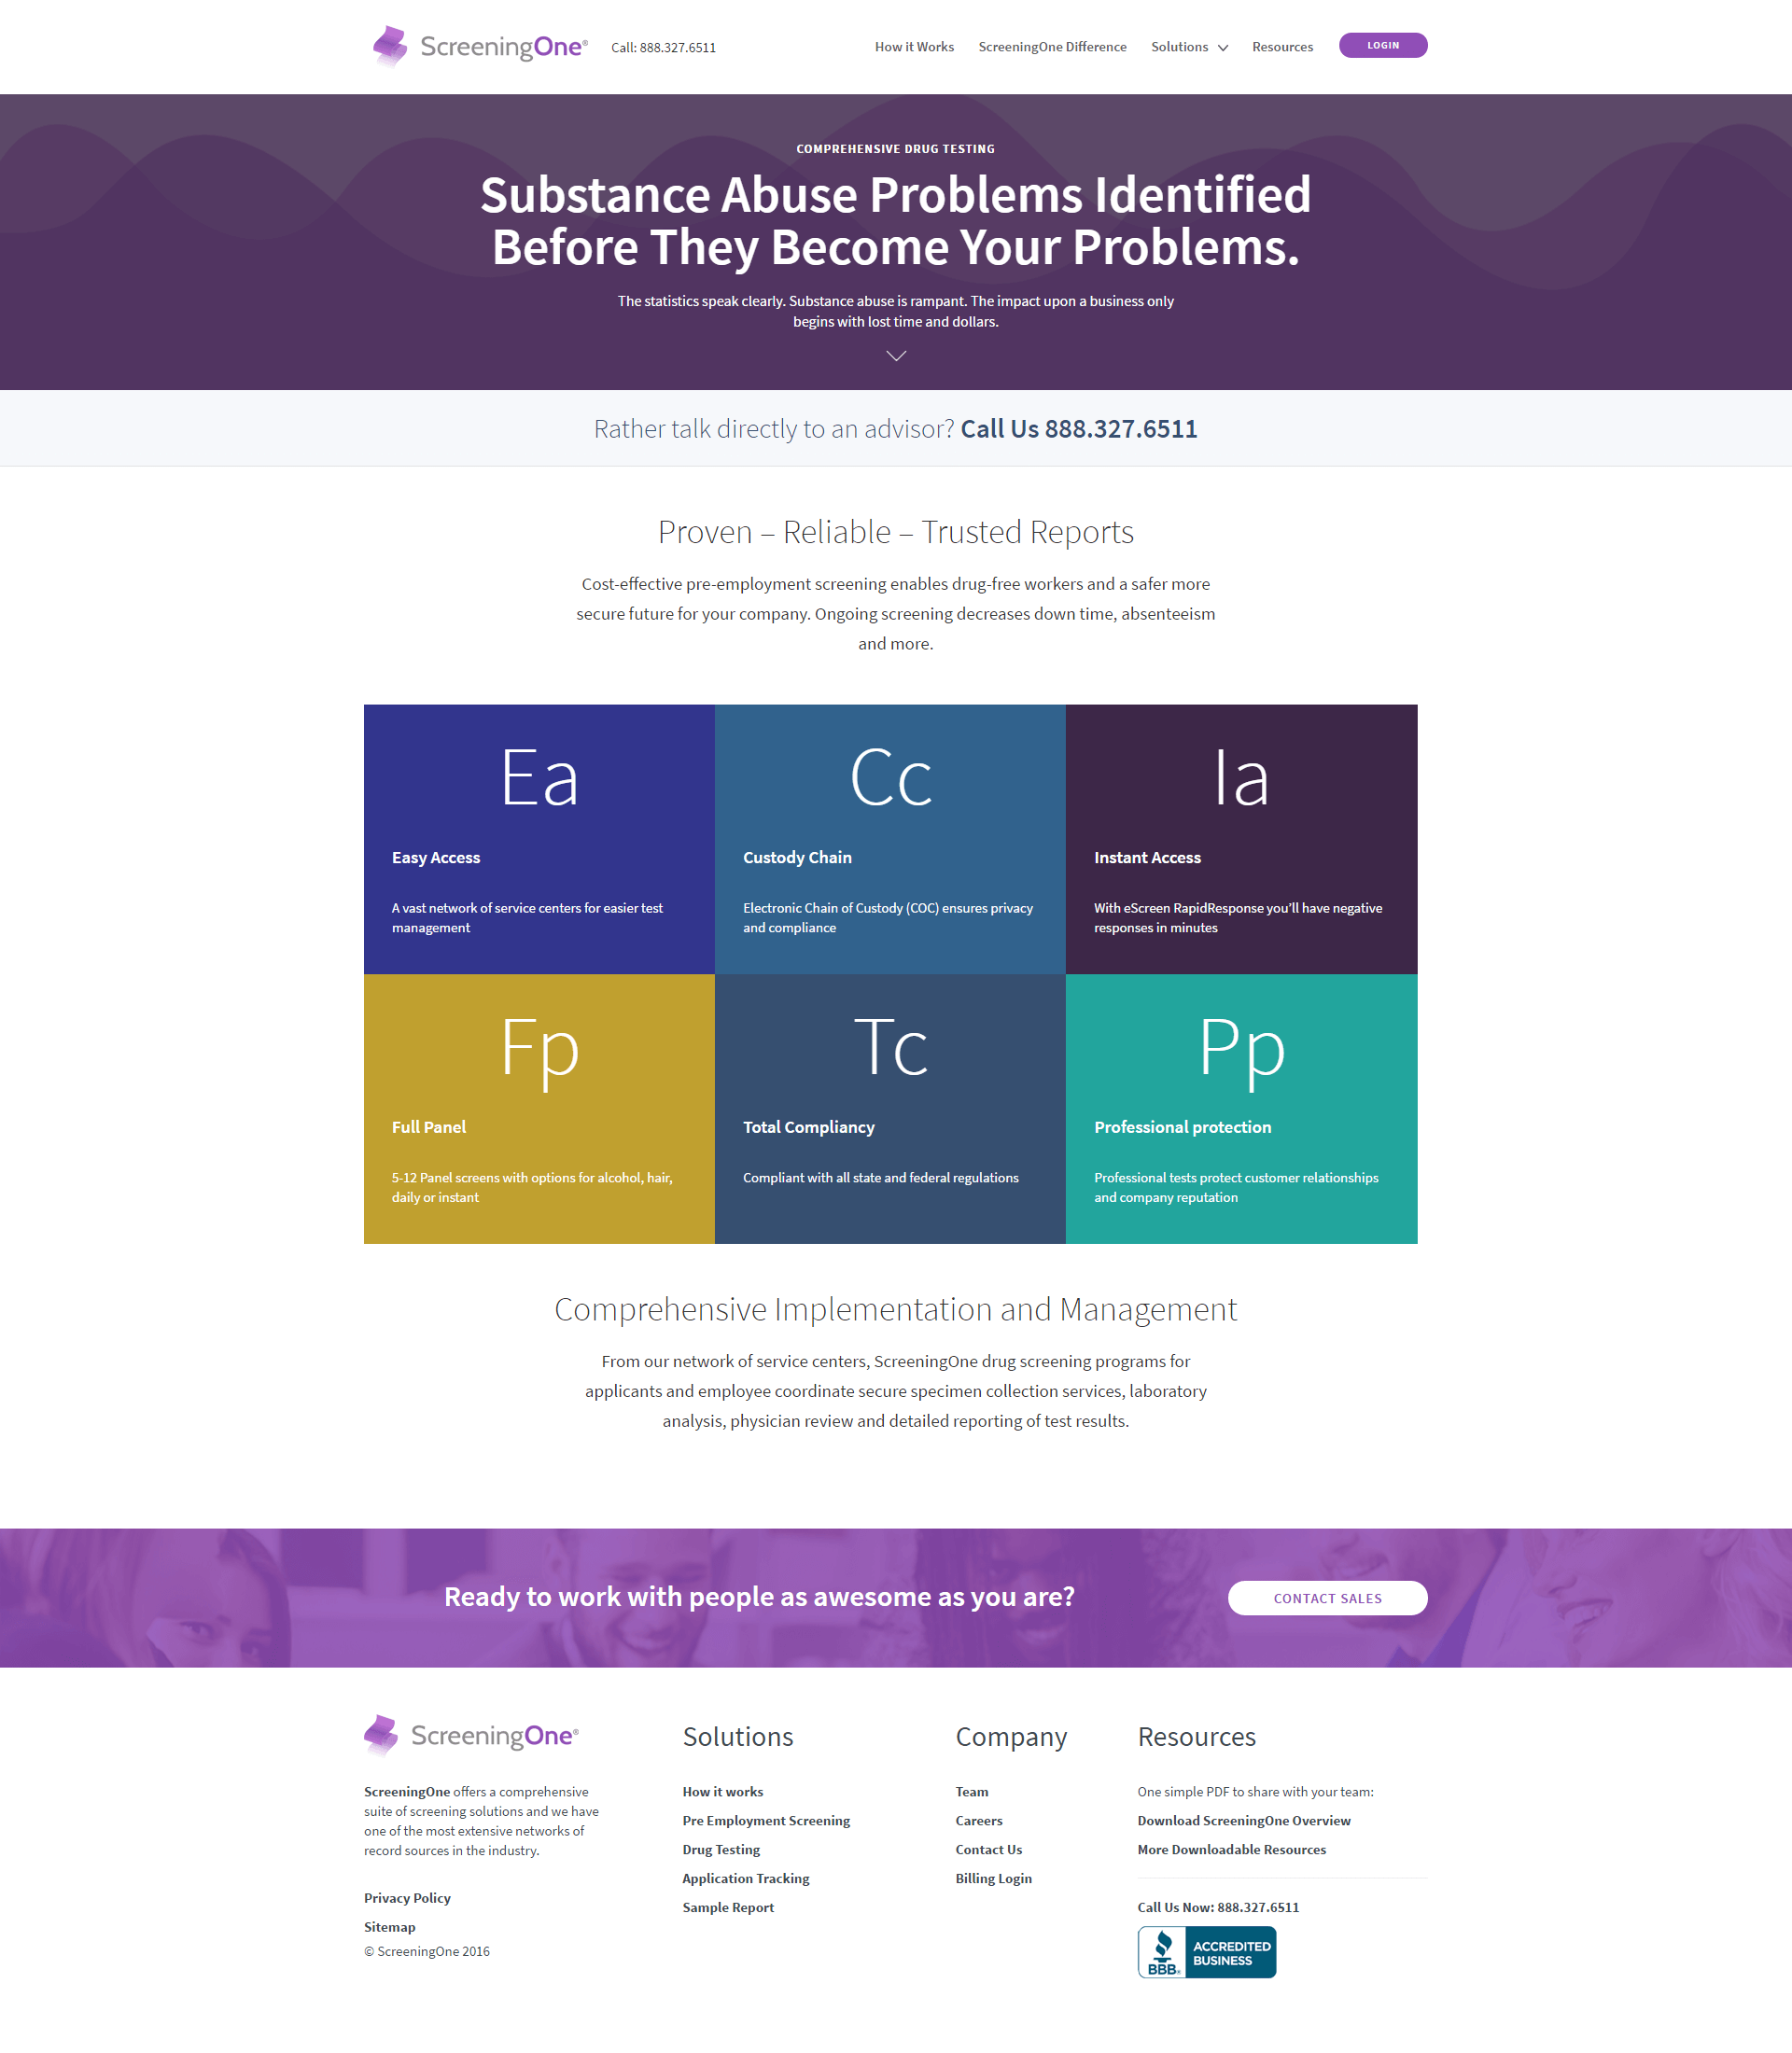 ScreeningOne®
Call: 888.327.6511
How it Works
ScreeningOne Difference
Solutions
Resources
LOGIN
COMPREHENSIVE DRUG TESTING
Substance Abuse Problems Identified
Before They Become Your Problems.
The statistics speak clearly. Substance abuse is rampant. The impact upon a business only
begins with lost time and dollars.
Rather talk directly to an advisor? Call Us 888.327.6511
Proven – Reliable – Trusted Reports
Cost-effective pre-employment screening enables drug-free workers and a safer more
secure future for your company. Ongoing screening decreases down time, absenteeism
and more.
Ea
Easy Access
A vast network of service centers for easier test
management
Cc
Custody Chain
Electronic Chain of Custody (COC) ensures privacy
and compliance
Ia
Instant Access
With eScreen RapidResponse you’ll have negative
responses in minutes
Fp
Full Panel
5-12 Panel screens with options for alcohol, hair,
daily or instant
Tc
Total Compliancy
Compliant with all state and federal regulations
Pp
Professional protection
Professional tests protect customer relationships
and company reputation
Comprehensive Implementation and Management
From our network of service centers, ScreeningOne drug screening programs for
applicants and employee coordinate secure specimen collection services, laboratory
analysis, physician review and detailed reporting of test results.
Ready to work with people as awesome as you are?
CONTACT SALES
ScreeningOne®
ScreeningOne offers a comprehensive
suite of screening solutions and we have
one of the most extensive networks of
record sources in the industry.
Privacy Policy
Sitemap
© ScreeningOne 2016
Solutions
How it works
Pre Employment Screening
Drug Testing
Application Tracking
Sample Report
Company
Team
Careers
Contact Us
Billing Login
Resources
One simple PDF to share with your team:
Download ScreeningOne Overview
More Downloadable Resources
Call Us Now: 888.327.6511
BBB®
ACCREDITED
BUSINESS